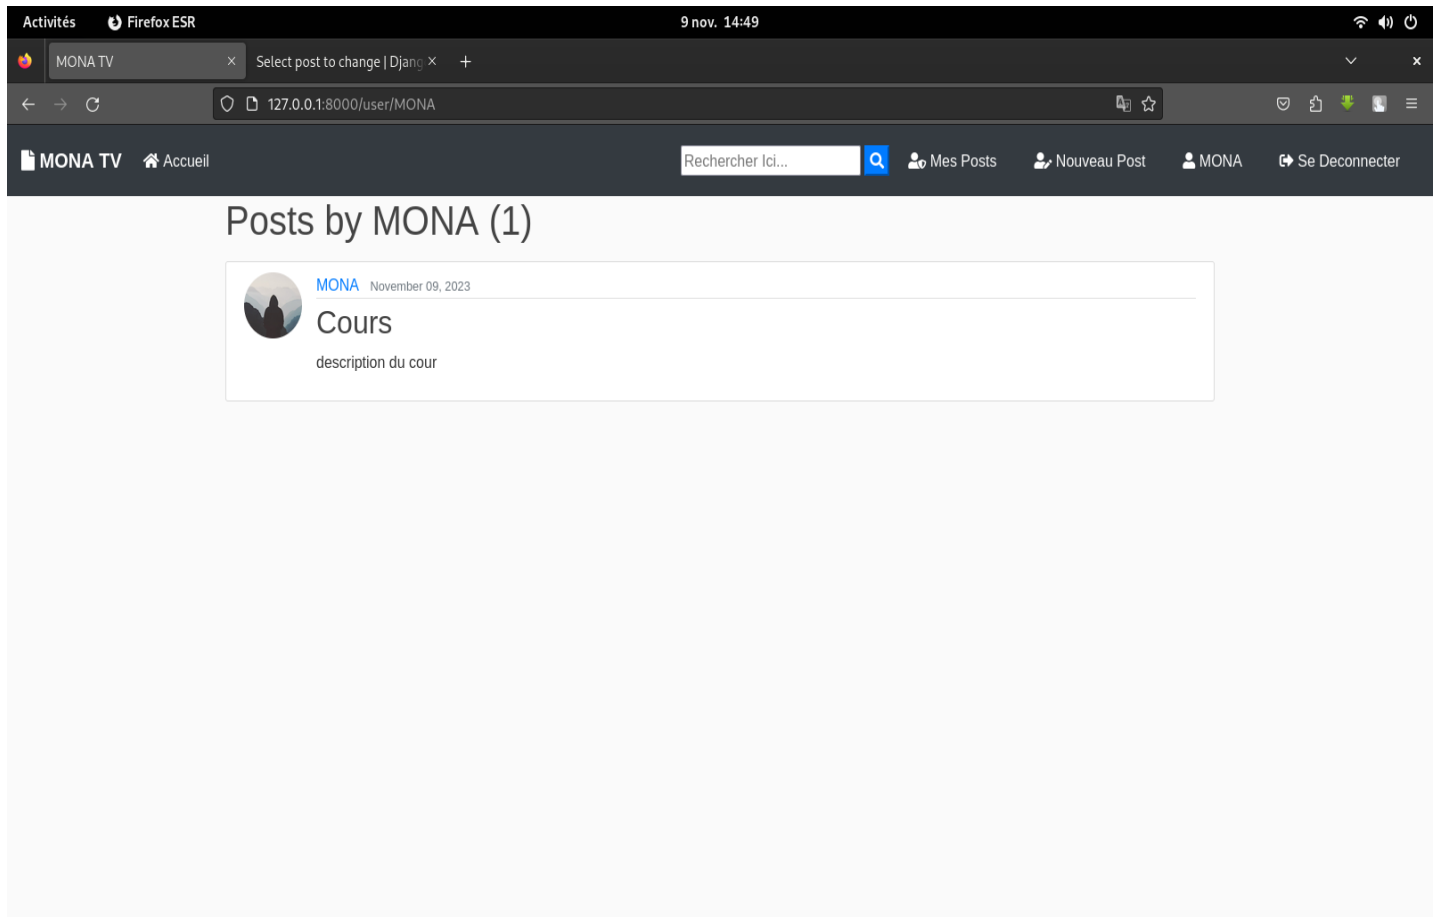 Activités Firefox ESR 9 nov. 14:49
MONA TV Select post to change | Djang
127.0.0.1:8000/user/MONA
MONA TV Accueil Rechercher Ici... Mes Posts Nouveau Post MONA Se Deconnecter
Posts by MONA (1)
MONA November 09, 2023
Cours
description du cour